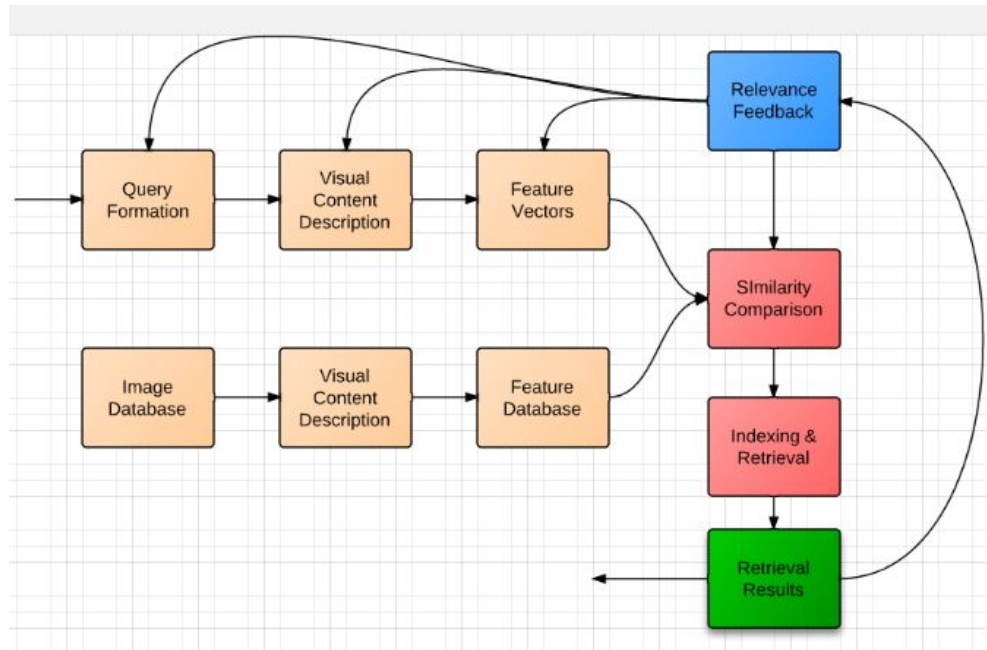 Relevance
Feedback
Query
Formation
Visual
Content
Description
Feature
Vectors
SImilarity
Comparison
Image
Database
Visual
Content
Description
Feature
Database
Indexing &
Retrieval
Retrieval
Results